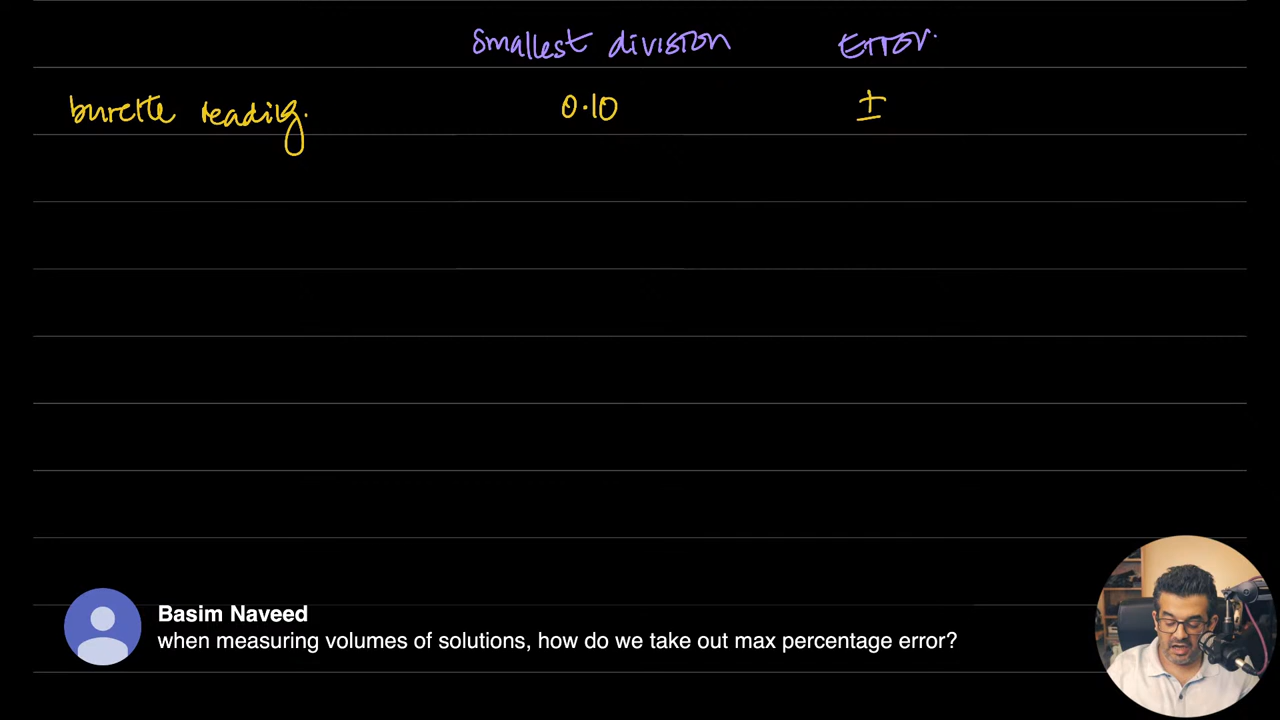 smallest division Error.
burette reading. 0.10 ±
Basim Naveed
when measuring volumes of solutions, how do we take out max percentage error?